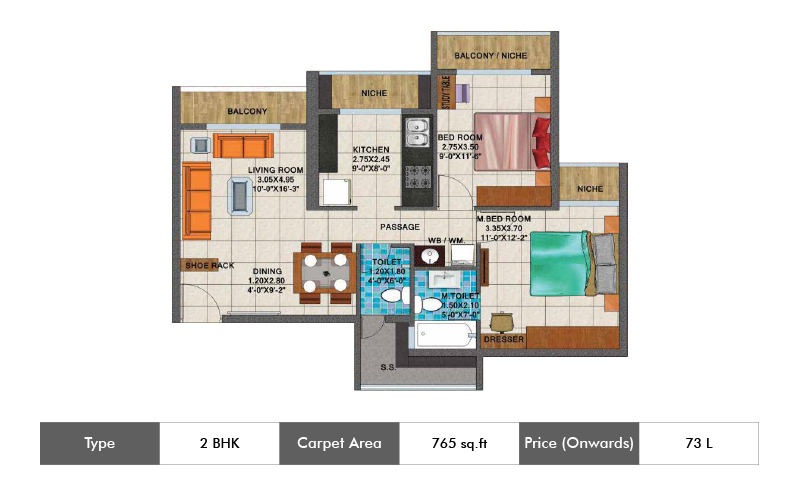 BALCONY / NICHE
NICHE
STUDY TABLE
BALCONY
BED ROOM
2.75X3.50
9'-0"X11'-6"
KITCHEN
2.75X2.45
9'-0"X8'-0"
LIVING ROOM
3.05X4.95
10'-0"X16'-3"
NICHE
M.BED ROOM
3.35X3.70
11'-0"X12'-2"
PASSAGE
WB / WM.
SHOE RACK
DINING
1.20X2.80
4'-0"X9'-2"
TOILET
1.20X1.80
4'-0"X6'-0"
M.TOILET
1.50X2.10
5'-0"X7'-0"
DRESSER
S.S.
Type 2 BHK Carpet Area 765 sq.ft Price (Onwards) 73 L